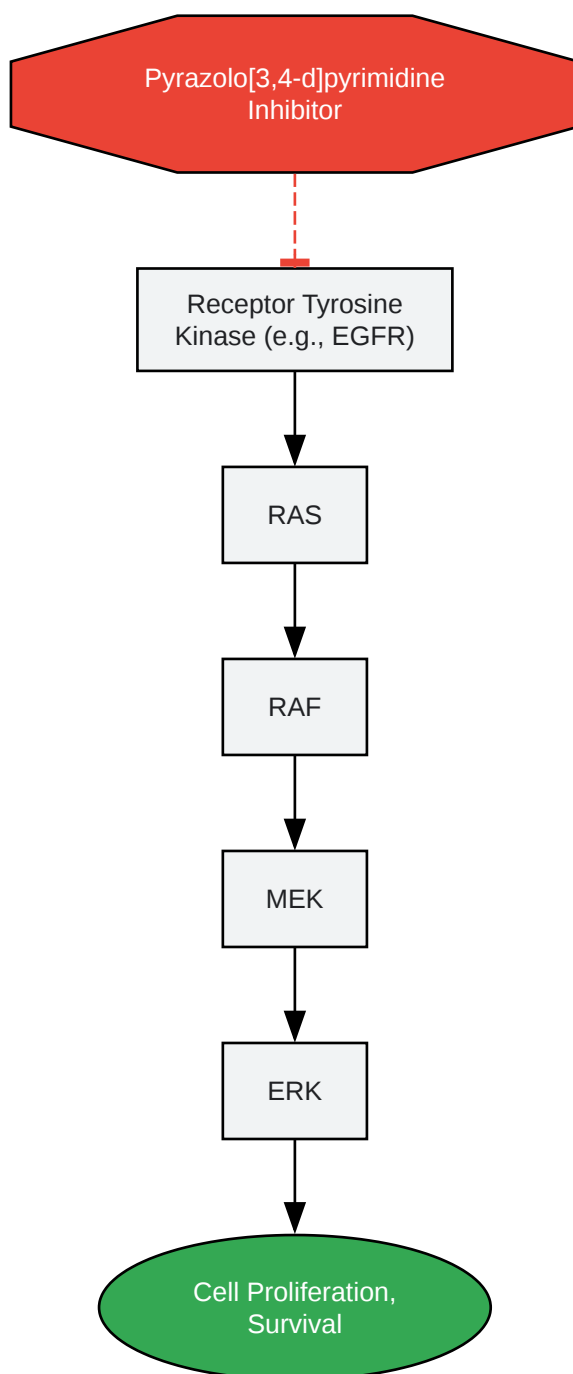 Pyrazolo[3,4-d]pyrimidine
Inhibitor
Receptor Tyrosine
Kinase (e.g., EGFR)
RAS
RAF
MEK
ERK
Cell Proliferation,
Survival